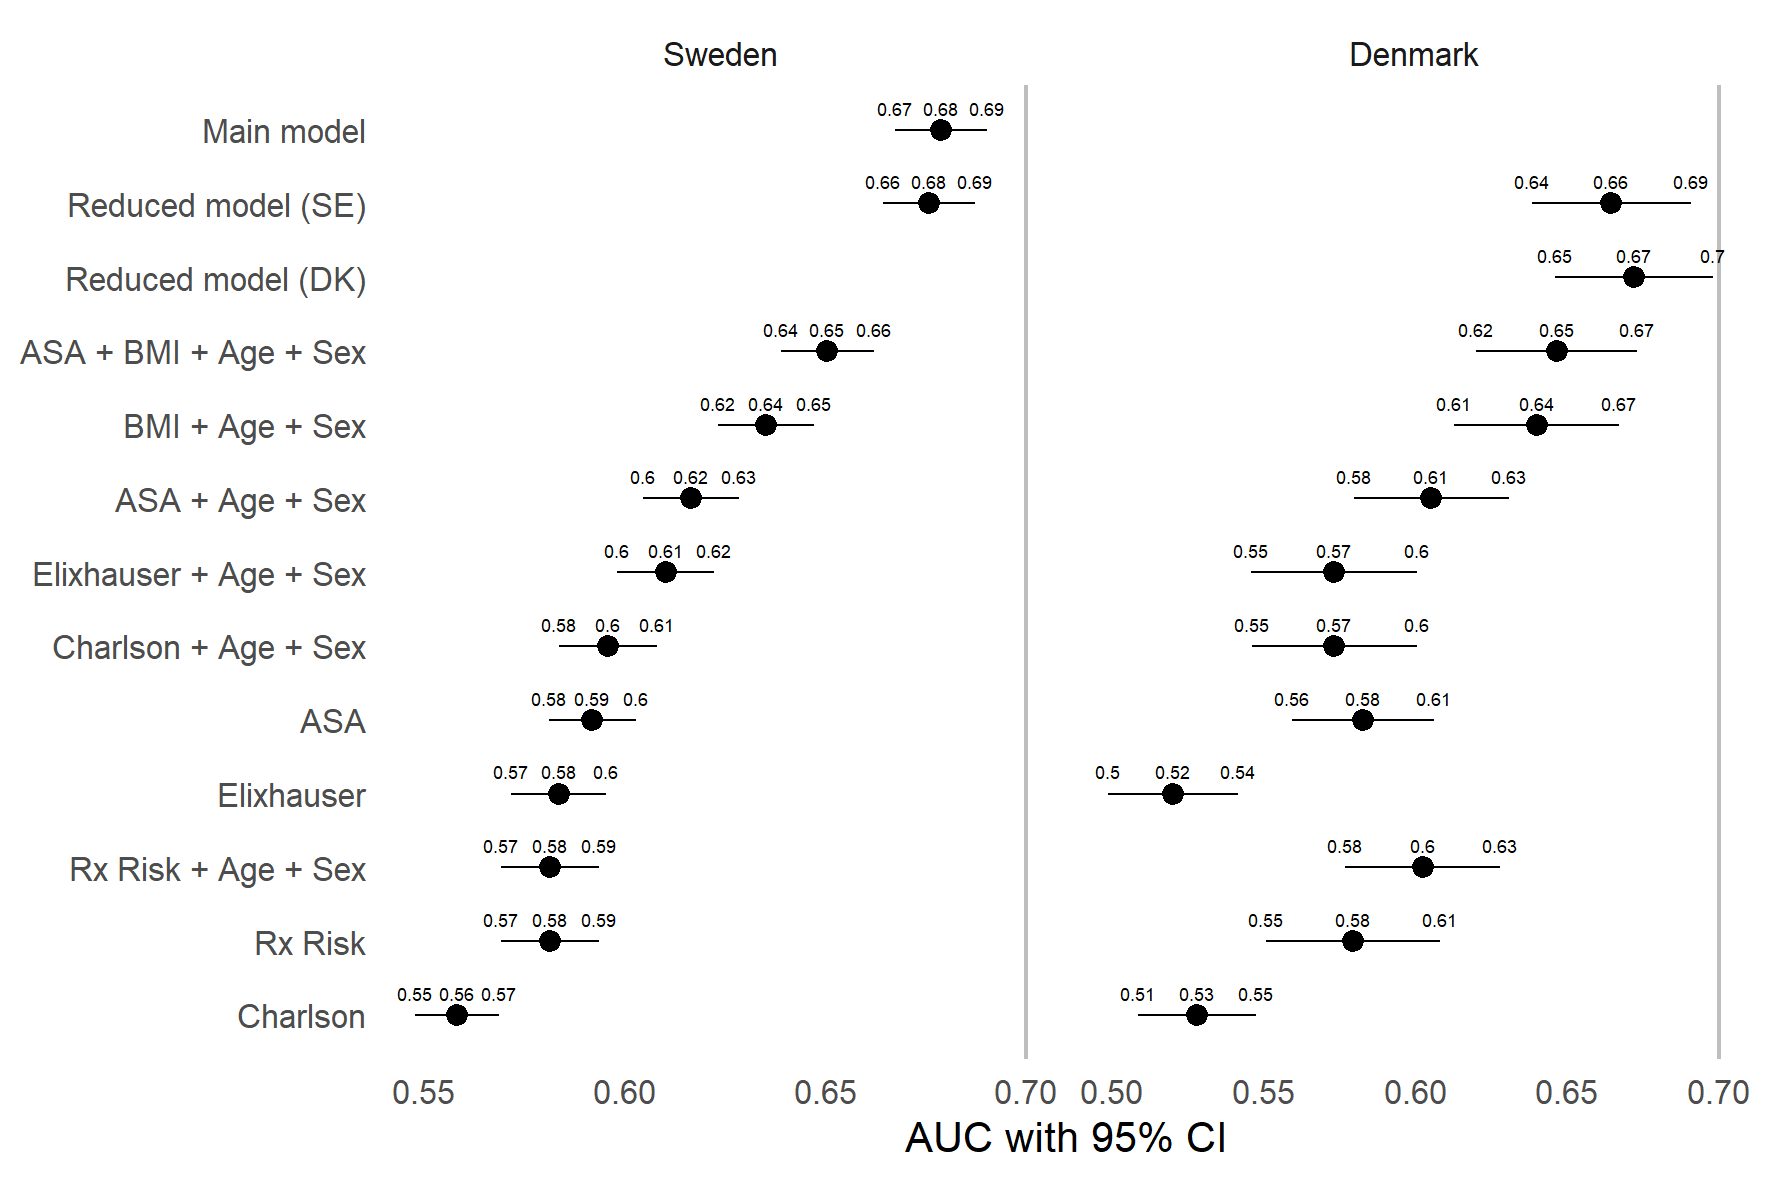 Sweden Denmark
Main model 0.67 0.68 0.69
Reduced model (SE) 0.66 0.68 0.69 0.64 0.66 0.69
Reduced model (DK) 0.65 0.67 0.7
ASA + BMI + Age + Sex 0.64 0.65 0.66 0.62 0.65 0.67
BMI + Age + Sex 0.62 0.64 0.65 0.61 0.64 0.67
ASA + Age + Sex 0.6 0.62 0.63 0.58 0.61 0.63
Elixhauser + Age + Sex 0.6 0.61 0.62 0.55 0.57 0.6
Charlson + Age + Sex 0.58 0.6 0.61 0.55 0.57 0.6
ASA 0.58 0.59 0.6 0.56 0.58 0.61
Elixhauser 0.57 0.58 0.6 0.5 0.52 0.54
Rx Risk + Age + Sex 0.57 0.58 0.59 0.58 0.6 0.63
Rx Risk 0.57 0.58 0.59 0.55 0.58 0.61
Charlson 0.55 0.56 0.57 0.51 0.53 0.55
0.55 0.60 0.65 0.70 0.50 0.55 0.60 0.65 0.70
AUC with 95% CI